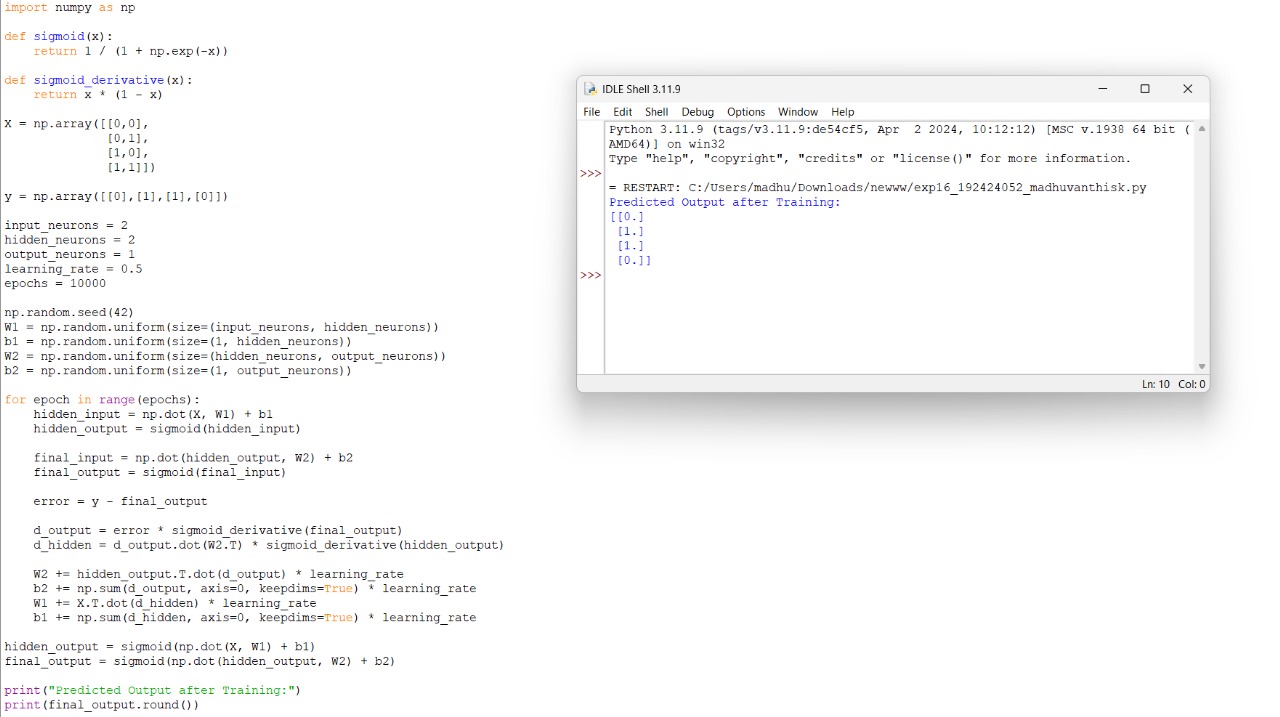 import numpy as np
def sigmoid(x):
    return 1 / (1 + np.exp(-x))
def sigmoid_derivative(x):
    return x * (1 - x)
X = np.array([[0,0],
              [0,1],
              [1,0],
              [1,1]])
y = np.array([[0],[1],[1],[0]])
input_neurons = 2
hidden_neurons = 2
output_neurons = 1
learning_rate = 0.5
epochs = 10000
np.random.seed(42)
W1 = np.random.uniform(size=(input_neurons, hidden_neurons))
b1 = np.random.uniform(size=(1, hidden_neurons))
W2 = np.random.uniform(size=(hidden_neurons, output_neurons))
b2 = np.random.uniform(size=(1, output_neurons))
for epoch in range(epochs):
    hidden_input = np.dot(X, W1) + b1
    hidden_output = sigmoid(hidden_input)
    final_input = np.dot(hidden_output, W2) + b2
    final_output = sigmoid(final_input)
    error = y - final_output
    d_output = error * sigmoid_derivative(final_output)
    d_hidden = d_output.dot(W2.T) * sigmoid_derivative(hidden_output)
    W2 += hidden_output.T.dot(d_output) * learning_rate
    b2 += np.sum(d_output, axis=0, keepdims=True) * learning_rate
    W1 += X.T.dot(d_hidden) * learning_rate
    b1 += np.sum(d_hidden, axis=0, keepdims=True) * learning_rate
hidden_output = sigmoid(np.dot(X, W1) + b1)
final_output = sigmoid(np.dot(hidden_output, W2) + b2)
print("Predicted Output after Training:")
print(final_output.round())
IDLE Shell 3.11.9
File Edit Shell Debug Options Window Help
Python 3.11.9 (tags/v3.11.9:de54cf5, Apr  2 2024, 10:12:12) [MSC v.1938 64 bit (
AMD64)] on win32
Type "help", "copyright", "credits" or "license()" for more information.
>>>
= RESTART: C:/Users/madhu/Downloads/newww/exp16_192424052_madhuvanthisk.py
Predicted Output after Training:
[[0.]
 [1.]
 [1.]
 [0.]]
>>>
Ln: 10 Col: 0